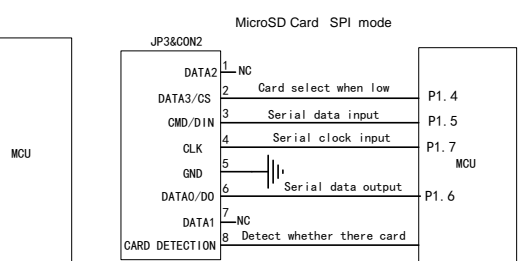 MicroSD Card SPI mode
JP3&CON2
DATA2 1 NC
DATA3/CS 2 Card select when low P1.4
CMD/DIN 3 Serial data input P1.5
CLK 4 Serial clock input P1.7
MCU GND 5 MCU
DATA0/DO 6 Serial data output P1.6
DATA1 7 NC
CARD DETECTION 8 Detect whether there card